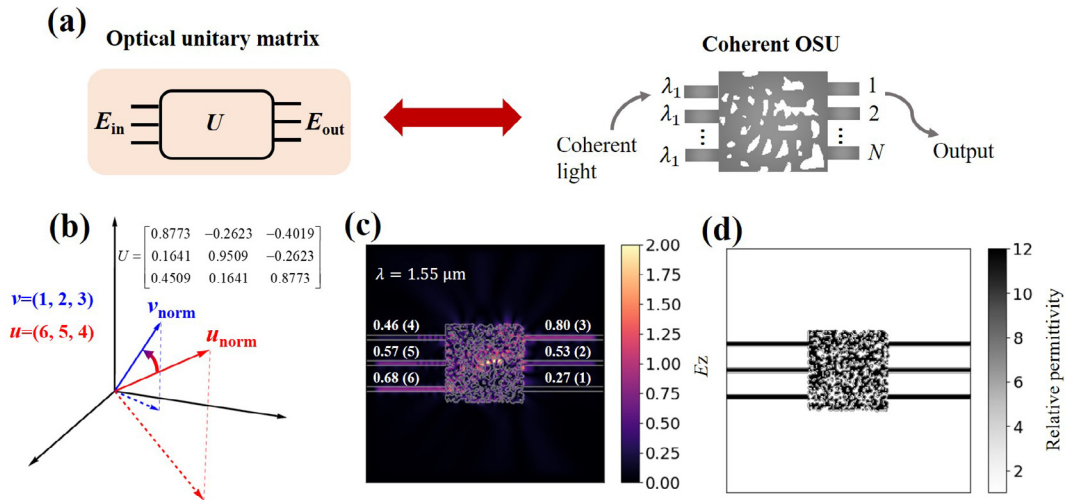 (a)
Optical unitary matrix
E_in
U
E_out
Coherent OSU
λ₁
λ₁
⋮
λ₁
1
2
⋮
N
Coherent
light
Output
(b)
U = [0.8773 −0.2623 −0.4019
0.1641 0.9509 −0.2623
0.4509 0.1641 0.8773]
v=(1, 2, 3)
u=(6, 5, 4)
v_norm
u_norm
(c)
λ = 1.55 μm
0.46 (4) 0.80 (3)
0.57 (5) 0.53 (2)
0.68 (6) 0.27 (1)
2.00
1.75
1.50
1.25
1.00
0.75
0.50
0.25
0.00
Ez
(d)
12
10
8
6
4
2
Relative permittivity